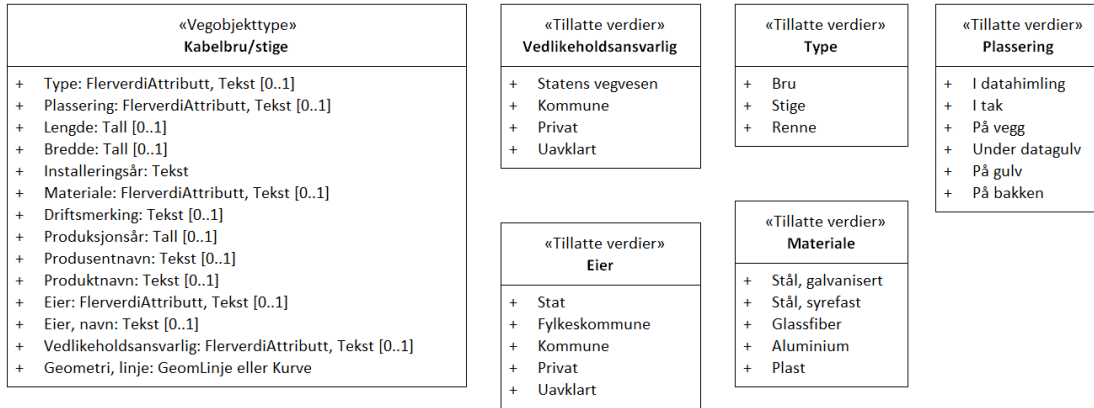 «Vegobjekttype»
Kabelbru/stige
+ Type: FlerverdiAttributt, Tekst [0..1]
+ Plassering: FlerverdiAttributt, Tekst [0..1]
+ Lengde: Tall [0..1]
+ Bredde: Tall [0..1]
+ Installeringsår: Tekst
+ Materiale: FlerverdiAttributt, Tekst [0..1]
+ Driftsmerking: Tekst [0..1]
+ Produksjonsår: Tall [0..1]
+ Produsentnavn: Tekst [0..1]
+ Produktnavn: Tekst [0..1]
+ Eier: FlerverdiAttributt, Tekst [0..1]
+ Eier, navn: Tekst [0..1]
+ Vedlikeholdsansvarlig: FlerverdiAttributt, Tekst [0..1]
+ Geometri, linje: GeomLinje eller Kurve
«Tillatte verdier»
Vedlikeholdsansvarlig
+ Statens vegvesen
+ Kommune
+ Privat
+ Uavklart
«Tillatte verdier»
Type
+ Bru
+ Stige
+ Renne
«Tillatte verdier»
Plassering
+ I datahimling
+ I tak
+ På vegg
+ Under datagulv
+ På gulv
+ På bakken
«Tillatte verdier»
Eier
+ Stat
+ Fylkeskommune
+ Kommune
+ Privat
+ Uavklart
«Tillatte verdier»
Materiale
+ Stål, galvanisert
+ Stål, syrefast
+ Glassfiber
+ Aluminium
+ Plast